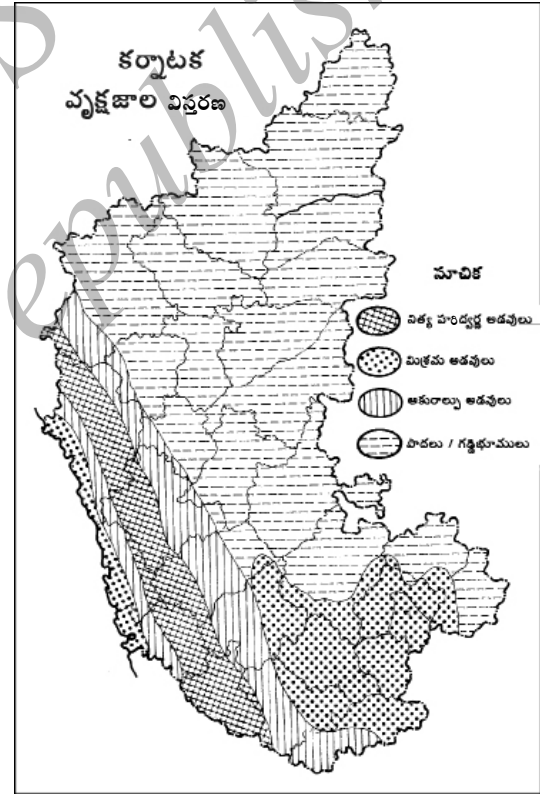 కర్నాటక
వృక్షజాల విస్తరణ
సూచిక
నిత్య హరిద్వర్ణ అడవులు
మిశ్రమ అడవులు
ఆకురాల్పు అడవులు
పొదలు / గడ్డిభూములు